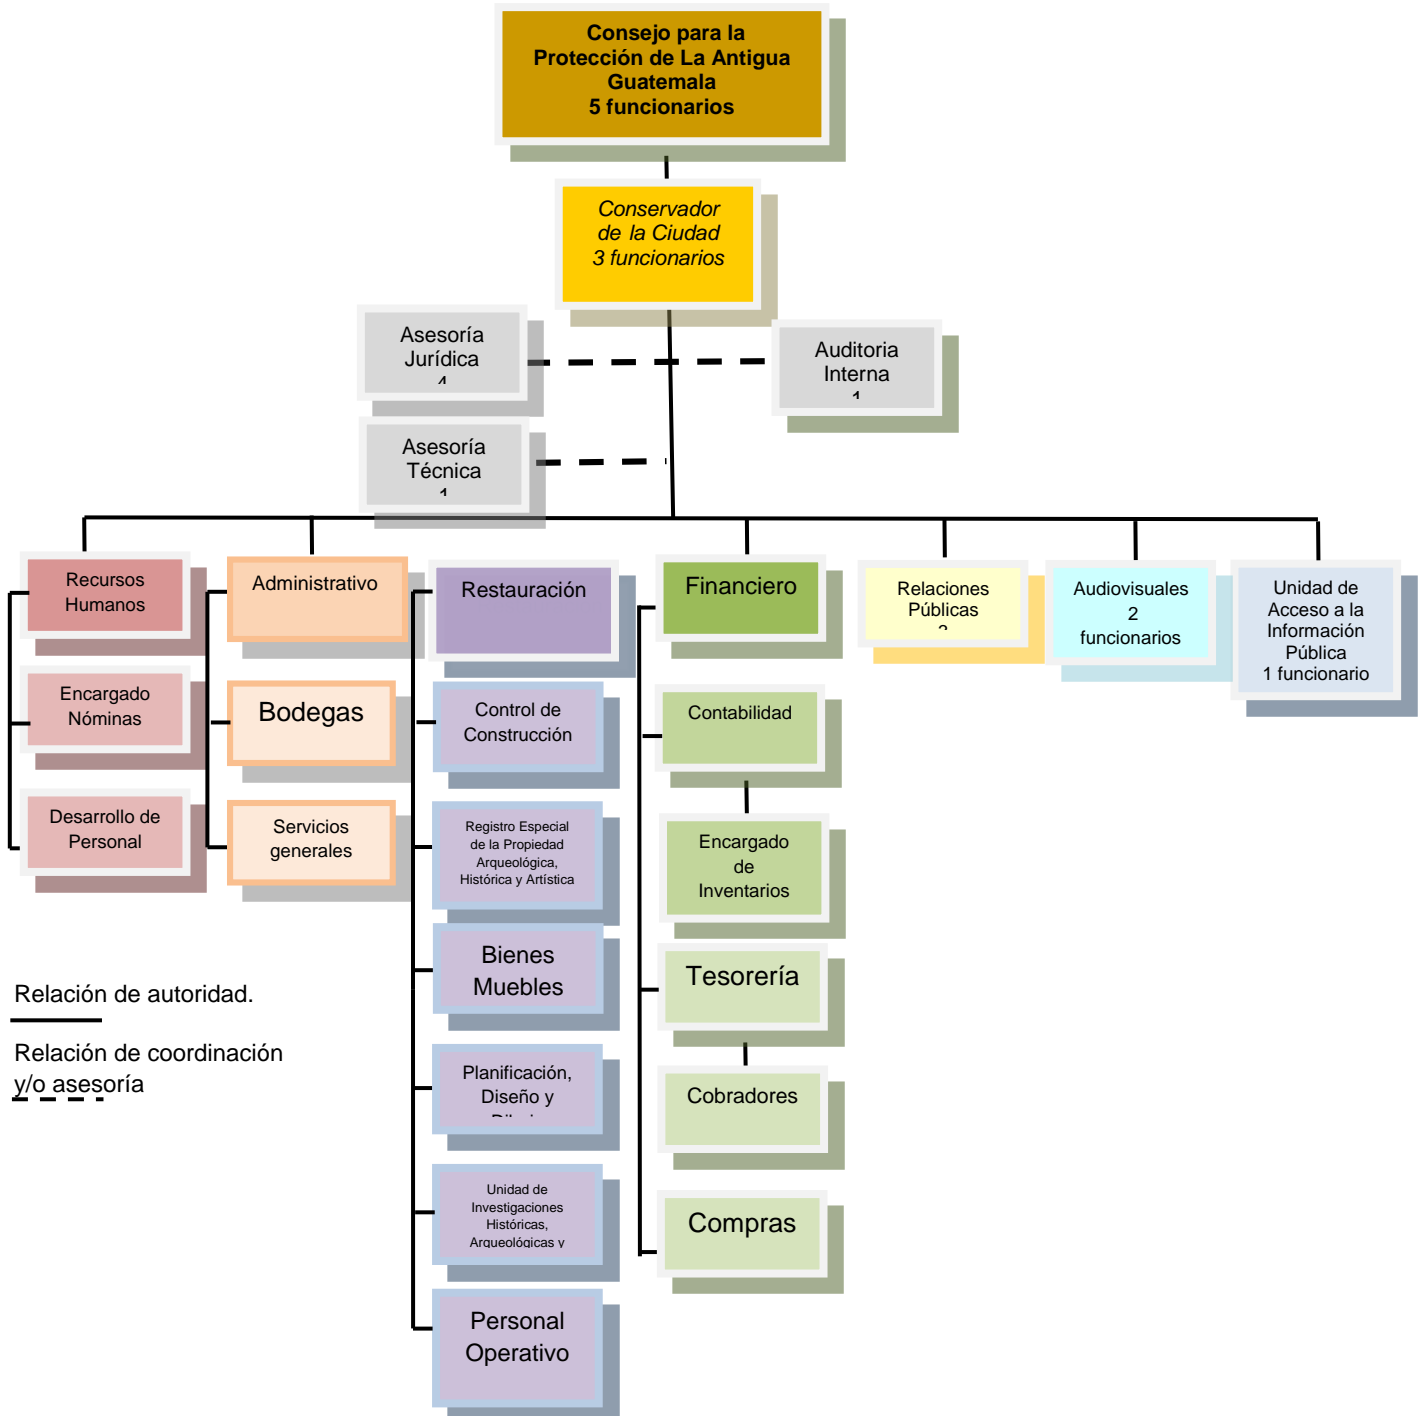 Consejo para la
Protección de La Antigua
Guatemala
5 funcionarios
Conservador
de la Ciudad
3 funcionarios
Asesoría
Jurídica
Auditoria
Interna
Asesoría
Técnica
Recursos
Humanos
Administrativo
Restauración
Financiero
Relaciones
Públicas
Audiovisuales
2
funcionarios
Unidad de
Acceso a la
Información
Pública
1 funcionario
Encargado
Nóminas
Bodegas
Control de
Construcción
Contabilidad
Desarrollo de
Personal
Servicios
generales
Registro Especial
de la Propiedad
Arqueológica,
Histórica y Artística
Encargado
de
Inventarios
Bienes
Muebles
Tesorería
Relación de autoridad.
Relación de coordinación
y/o asesoría
Planificación,
Diseño y
Cobradores
Unidad de
Investigaciones
Históricas,
Arqueológicas y
Compras
Personal
Operativo